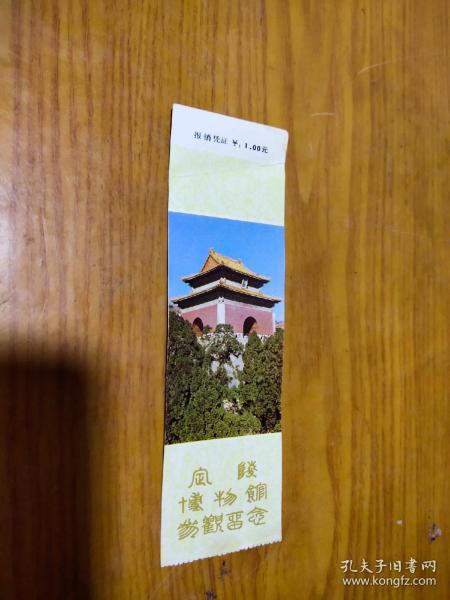 报销凭证 ¥:1.00元
定陵
博物館
参觀留念
孔夫子旧书网
www.kongfz.com